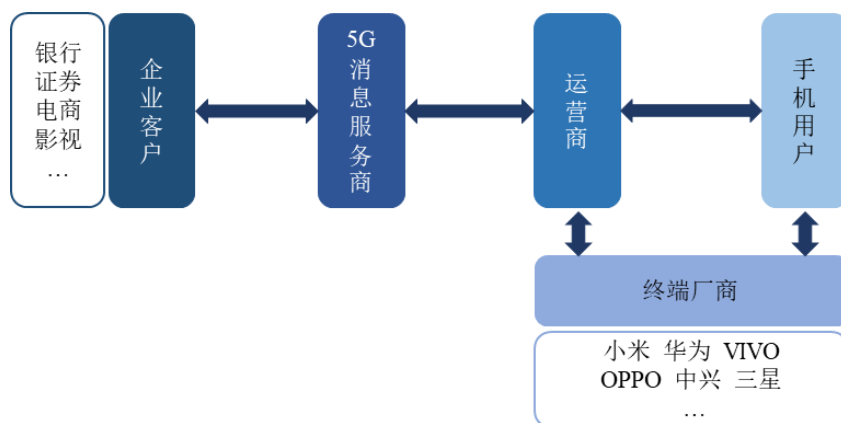 银行
证券
电商
影视
…
企业客户
5G
消息服务商
运营商
手机用户
终端厂商
小米 华为 VIVO
OPPO 中兴 三星
…